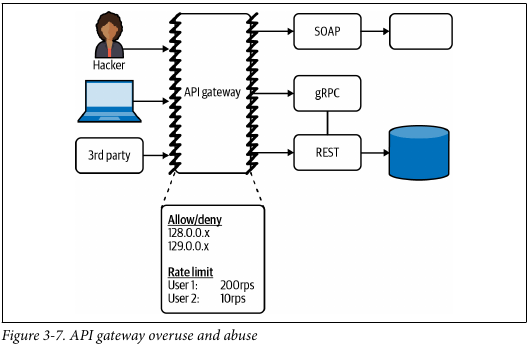 Hacker
3rd party
API gateway
SOAP
gRPC
REST
Allow/deny
128.0.0.x
129.0.0.x
Rate limit
User 1: 200rps
User 2: 10rps
Figure 3-7. API gateway overuse and abuse